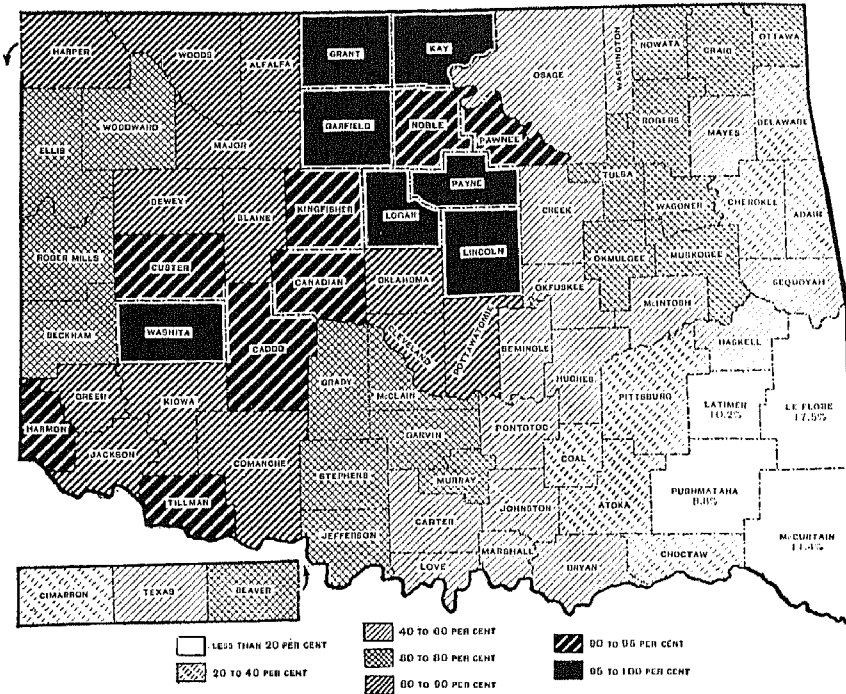 HARPER
WOODS
ALFALFA
GRANT
KAY
OSAGE
WASHINGTON
NOWATA
CRAIG
OTTAWA
ELLIS
WOODWARD
MAJOR
GARFIELD
NOBLE
PAWNEE
ROGERS
MAYES
DELAWARE
DEWEY
BLAINE
KINGFISHER
LOGAN
PAYNE
CREEK
TULSA
WAGONER
CHEROKEE
ADAIR
ROGER MILLS
CUSTER
CANADIAN
OKLAHOMA
LINCOLN
OKFUSKEE
OKMULGEE
MUSKOGEE
SEQUOYAH
BECKHAM
WASHITA
CADDO
GRADY
CLEVELAND
POTTAWATOMIE
SEMINOLE
HUGHES
McINTOSH
HASKELL
GREER
KIOWA
McCLAIN
PITTSBURG
LATIMER
10.2%
LE FLORE
17.5%
HARMON
JACKSON
COMANCHE
GARVIN
PONTOTOC
COAL
TILLMAN
STEPHENS
MURRAY
JOHNSTON
ATOKA
PUSHMATAHA
McCURTAIN
JEFFERSON
CARTER
LOVE
MARSHALL
BRYAN
CHOCTAW
CIMARRON
TEXAS
BEAVER
LESS THAN 20 PER CENT
20 TO 40 PER CENT
40 TO 60 PER CENT
60 TO 80 PER CENT
80 TO 90 PER CENT
90 TO 95 PER CENT
95 TO 100 PER CENT